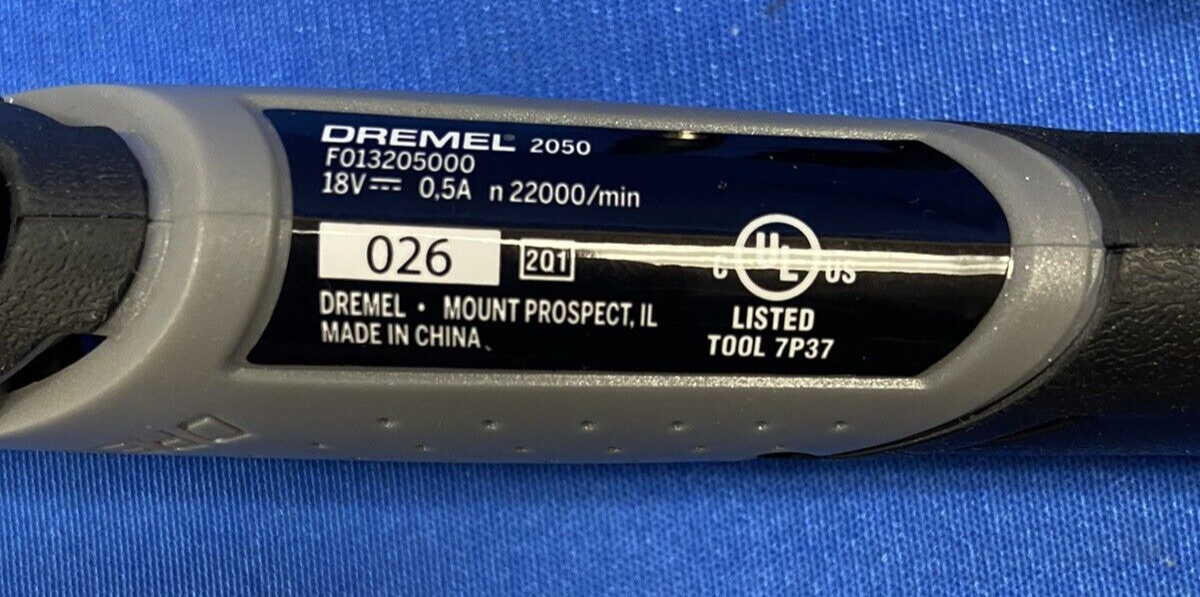 DREMEL® 2050
F013205000
18V⎓ 0,5A n 22000/min
026 201
DREMEL · MOUNT PROSPECT, IL
MADE IN CHINA
C UL US
LISTED
TOOL 7P37